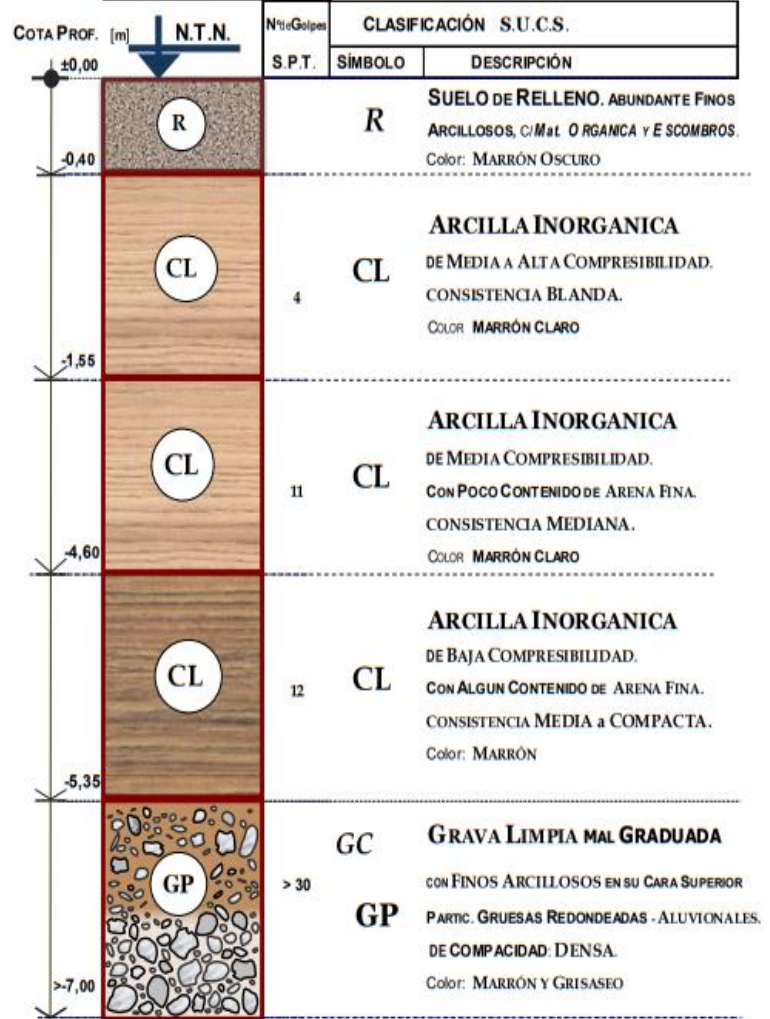 COTA PROF. [m] N.T.N. NºdeGolpes CLASIFICACIÓN S.U.C.S.
S.P.T. SÍMBOLO DESCRIPCIÓN
±0,00
R
R
SUELO DE RELLENO. ABUNDANTE FINOS
ARCILLOSOS, C/Mat. ORGANICA Y ESCOMBROS.
Color: MARRÓN OSCURO
-0,40
CL
4
CL
ARCILLA INORGANICA
DE MEDIA A ALTA COMPRESIBILIDAD.
CONSISTENCIA BLANDA.
COLOR MARRÓN CLARO
-1,55
CL
11
CL
ARCILLA INORGANICA
DE MEDIA COMPRESIBILIDAD.
CON POCO CONTENIDO DE ARENA FINA.
CONSISTENCIA MEDIANA.
COLOR MARRÓN CLARO
-4,60
CL
12
CL
ARCILLA INORGANICA
DE BAJA COMPRESIBILIDAD.
CON ALGUN CONTENIDO DE ARENA FINA.
CONSISTENCIA MEDIA a COMPACTA.
Color: MARRÓN
-5,35
GP
> 30
GC
GP
GRAVA LIMPIA MAL GRADUADA
CON FINOS ARCILLOSOS EN SU CARA SUPERIOR
PARTIC. GRUESAS REDONDEADAS - ALUVIONALES.
DE COMPACIDAD: DENSA.
Color: MARRÓN Y GRISASEO
>-7,00